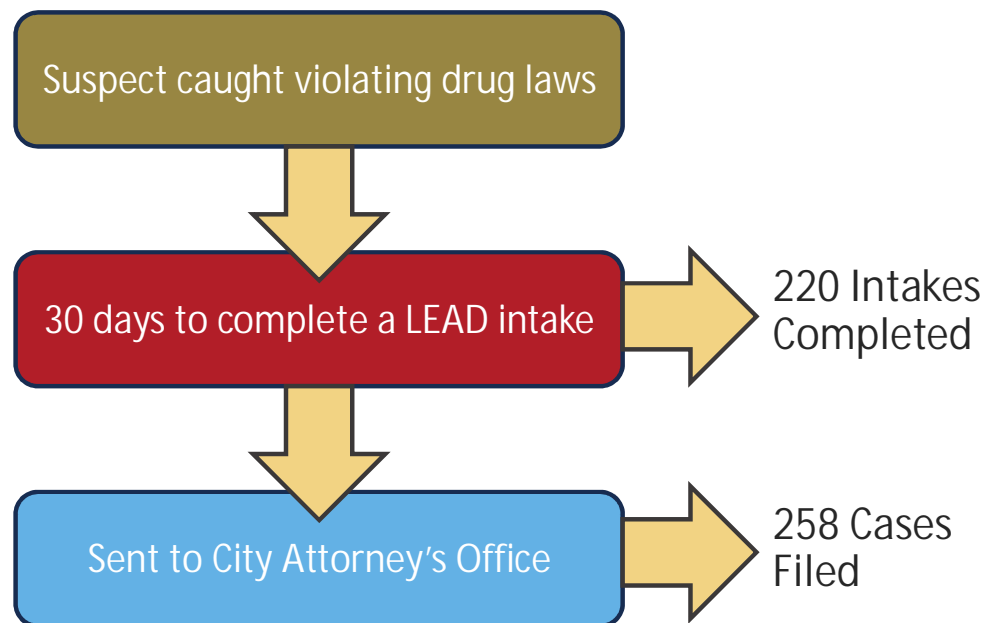 Suspect caught violating drug laws
30 days to complete a LEAD intake
220 Intakes
Completed
Sent to City Attorney's Office
258 Cases
Filed